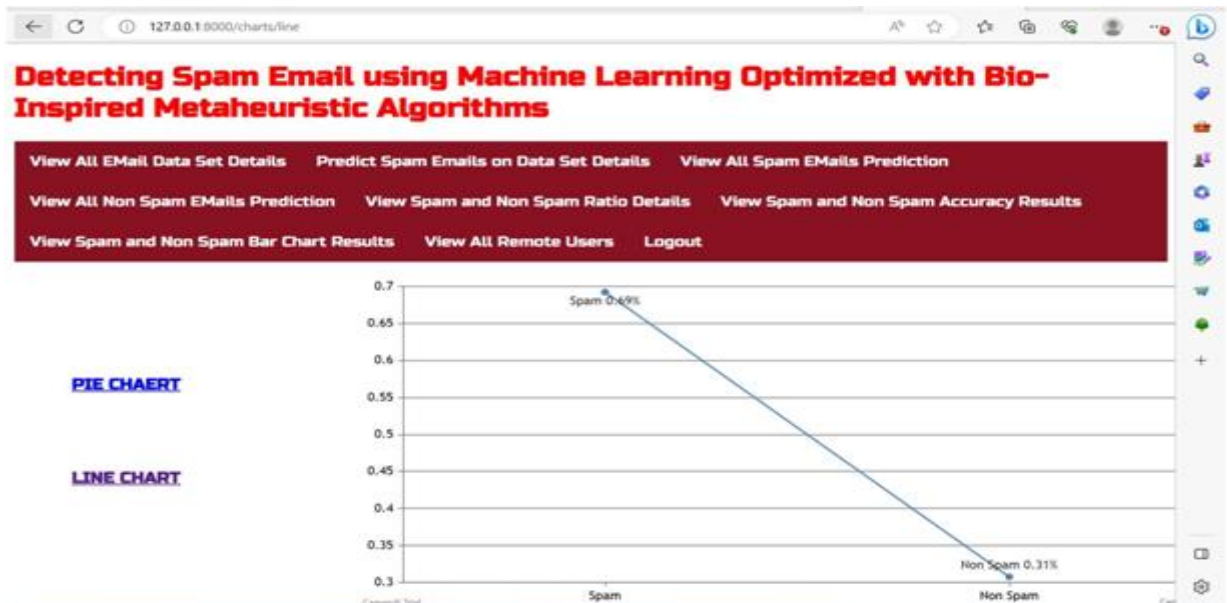 127.0.0.1:8000/charts/line
Detecting Spam Email using Machine Learning Optimized with Bio-
Inspired Metaheuristic Algorithms
View All EMail Data Set Details Predict Spam Emails on Data Set Details View All Spam EMails Prediction
View All Non Spam EMails Prediction View Spam and Non Spam Ratio Details View Spam and Non Spam Accuracy Results
View Spam and Non Spam Bar Chart Results View All Remote Users Logout
PIE CHAERT
LINE CHART
0.7
0.65
0.6
0.55
0.5
0.45
0.4
0.35
0.3
Spam 0.69%
Non Spam 0.31%
Spam
Non Spam